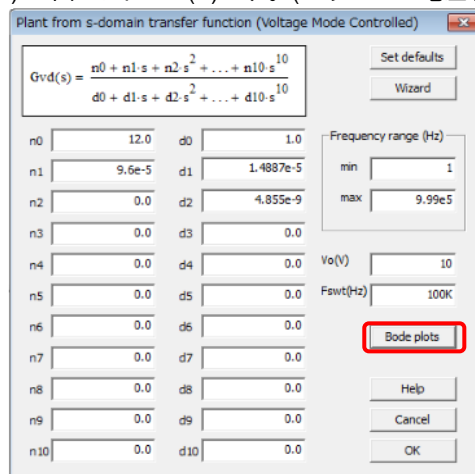 Plant from s-domain transfer function (Voltage Mode Controlled)
Gvd(s) = n0 + n1·s + n2·s^2 + . . . + n10·s^10
d0 + d1·s + d2·s^2 + . . . + d10·s^10
Set defaults
Wizard
n0 12.0 d0 1.0
n1 9.6e-5 d1 1.4887e-5
n2 0.0 d2 4.855e-9
n3 0.0 d3 0.0
n4 0.0 d4 0.0
n5 0.0 d5 0.0
n6 0.0 d6 0.0
n7 0.0 d7 0.0
n8 0.0 d8 0.0
n9 0.0 d9 0.0
n10 0.0 d10 0.0
Frequency range (Hz)
min 1
max 9.99e5
Vo(V) 10
Fswt(Hz) 100K
Bode plots
Help
Cancel
OK